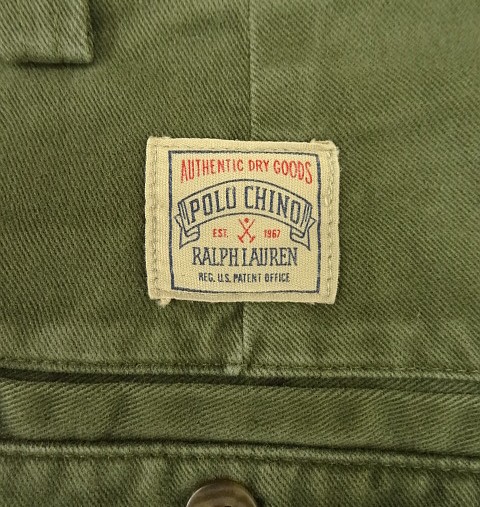 AUTHENTIC DRY GOODS
POLO CHINO
EST. 1967
RALPH LAUREN
REG. U.S. PATENT OFFICE